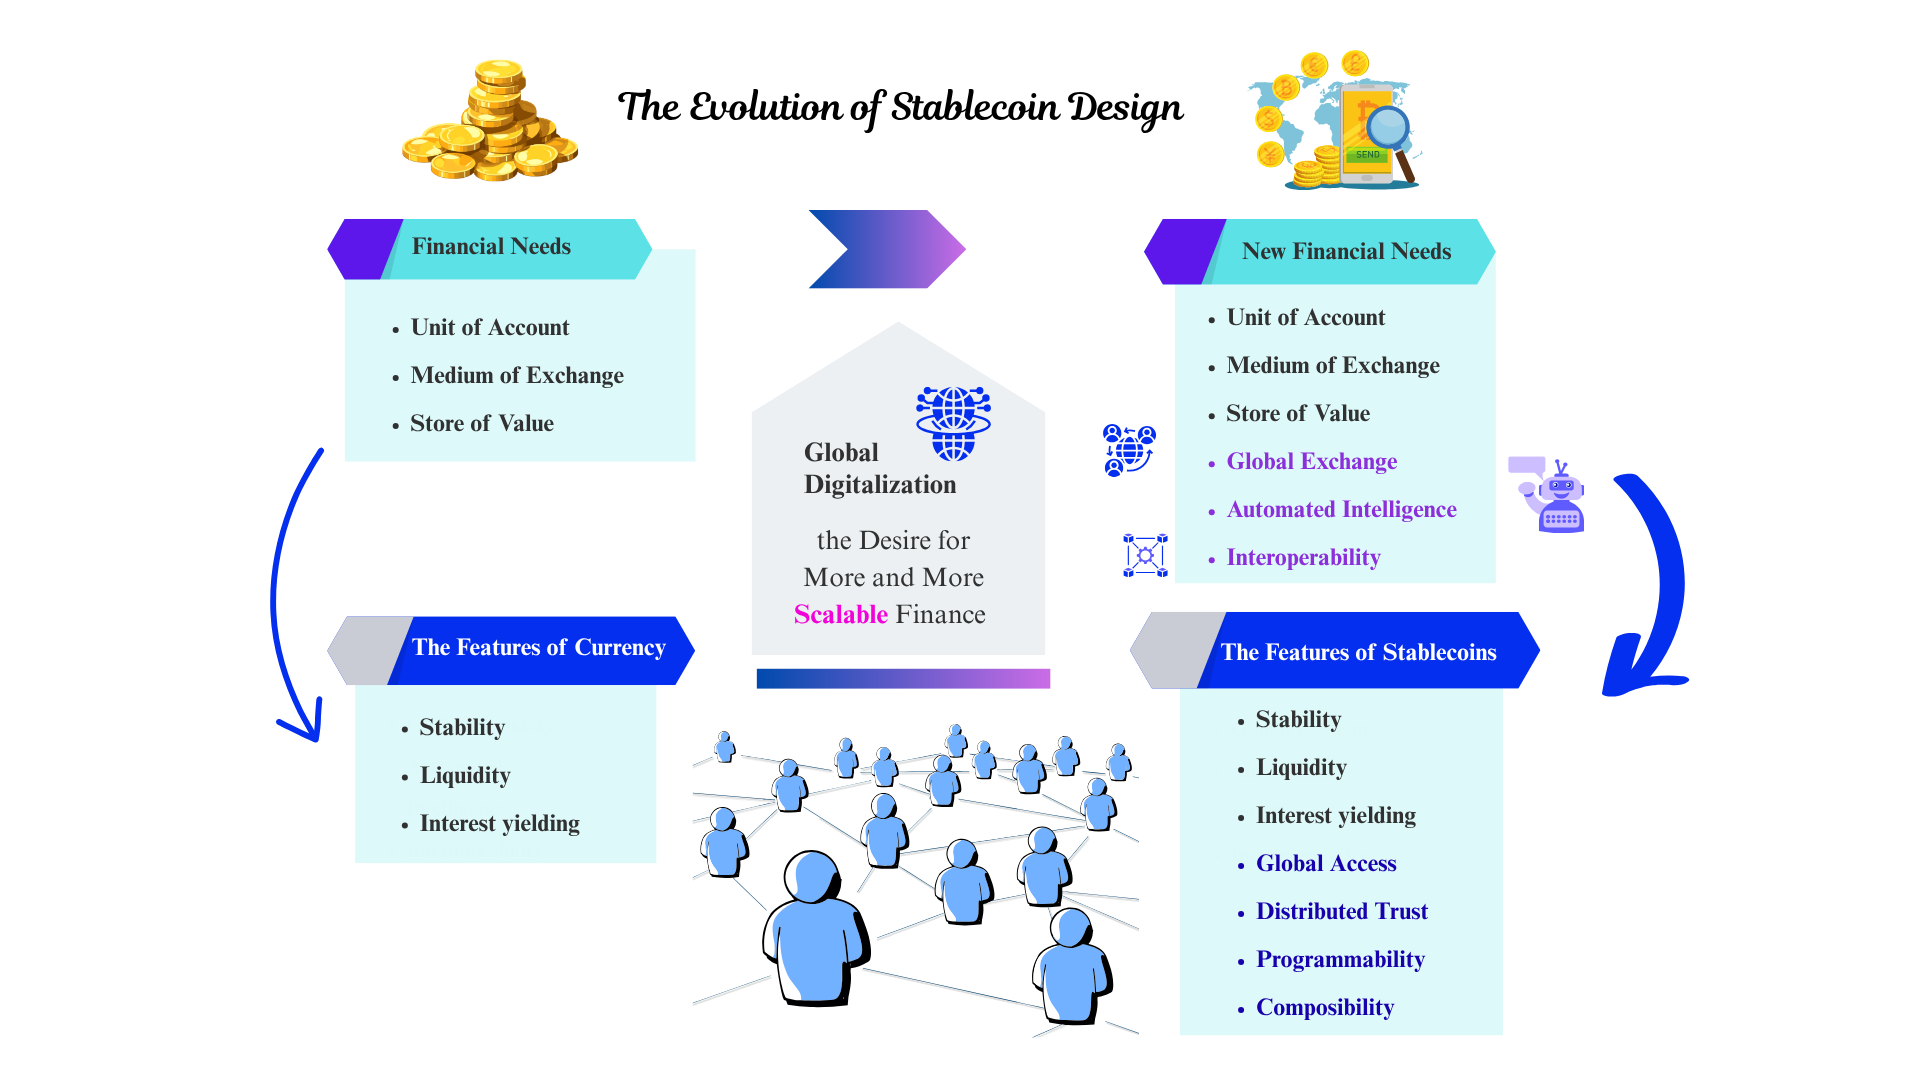 The Evolution of Stablecoin Design
SEND
Financial Needs
• Unit of Account
• Medium of Exchange
• Store of Value
The Features of Currency
• Stability
• Liquidity
• Interest yielding
Global
Digitalization
the Desire for
More and More
Scalable Finance
New Financial Needs
• Unit of Account
• Medium of Exchange
• Store of Value
• Global Exchange
• Automated Intelligence
• Interoperability
The Features of Stablecoins
• Stability
• Liquidity
• Interest yielding
• Global Access
• Distributed Trust
• Programmability
• Composibility